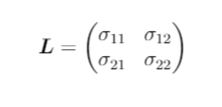 L = ( σ₁₁ σ₁₂
σ₂₁ σ₂₂ )